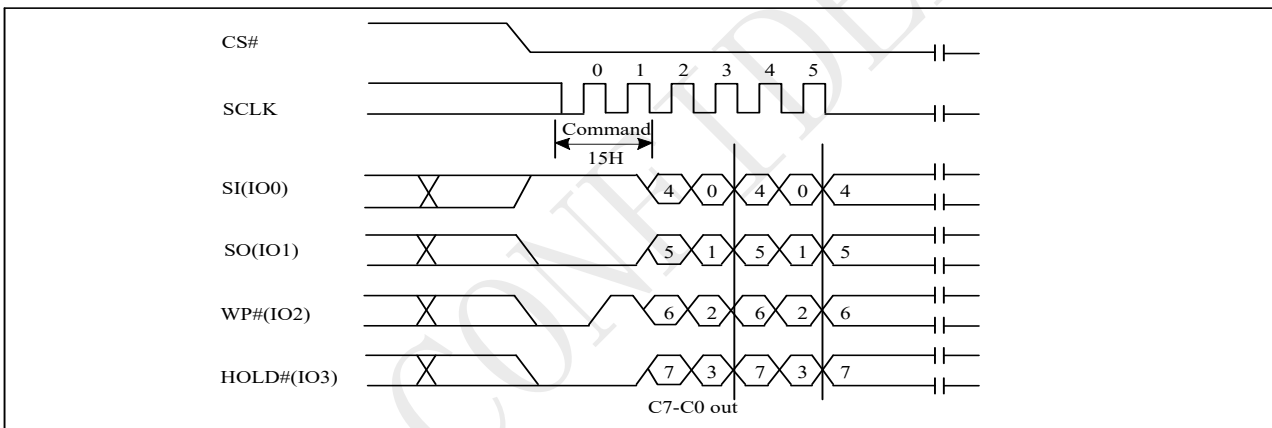 CS#
0 1 2 3 4 5
SCLK
Command
15H
SI(IO0) 4 0 4 0 4
SO(IO1) 5 1 5 1 5
WP#(IO2) 6 2 6 2 6
HOLD#(IO3) 7 3 7 3 7
C7-C0 out